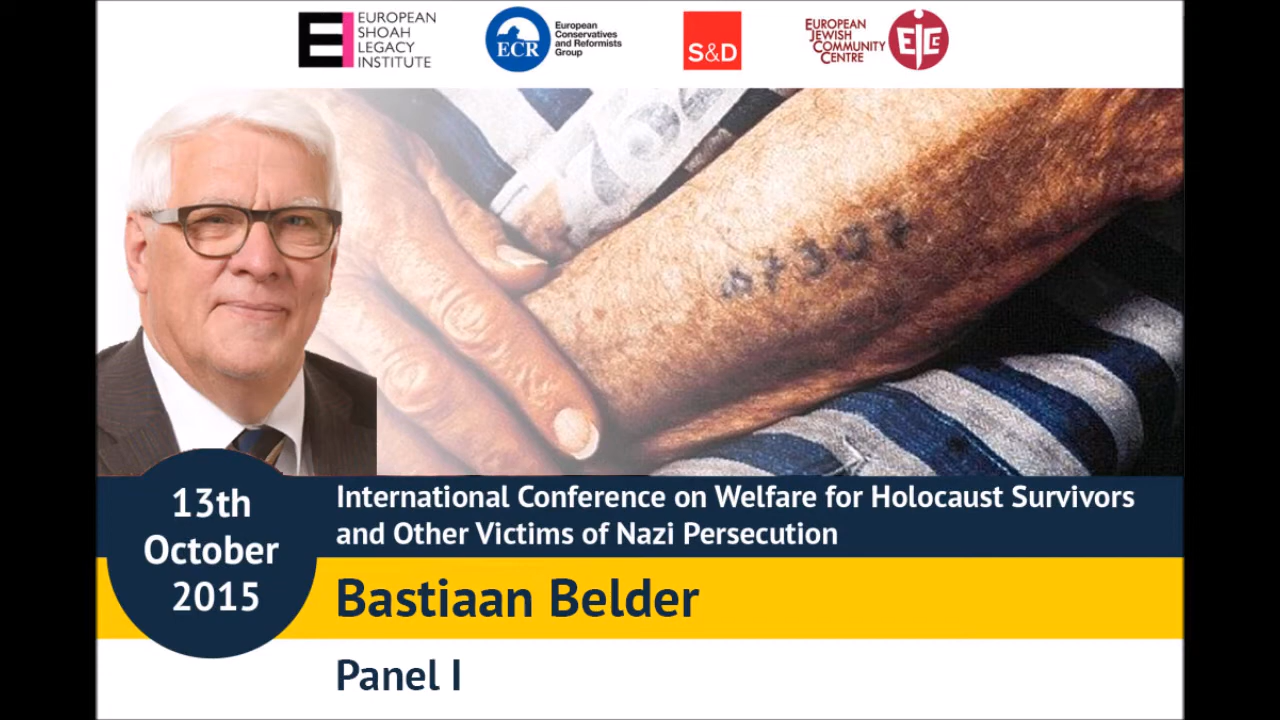 EUROPEAN
SHOAH
LEGACY
INSTITUTE
ECR
European
Conservatives
and Reformists
Group
S&D
EUROPEAN
JEWISH
COMMUNITY
CENTRE
EJCC
13th
October
2015
International Conference on Welfare for Holocaust Survivors
and Other Victims of Nazi Persecution
Bastiaan Belder
Panel I